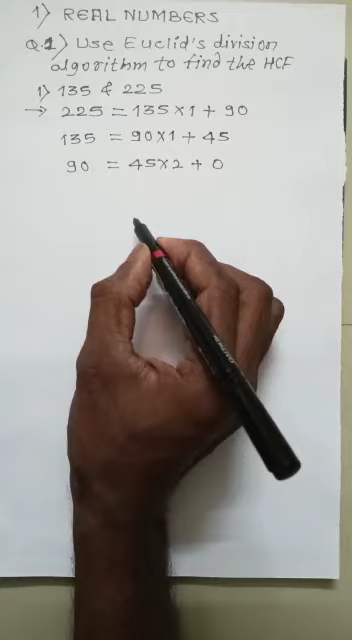 1) REAL NUMBERS
Q.1) Use Euclid's division
algorithm to find the HCF
1) 135 & 225
→ 225 = 135 × 1 + 90
135 = 90 × 1 + 45
90 = 45 × 2 + 0